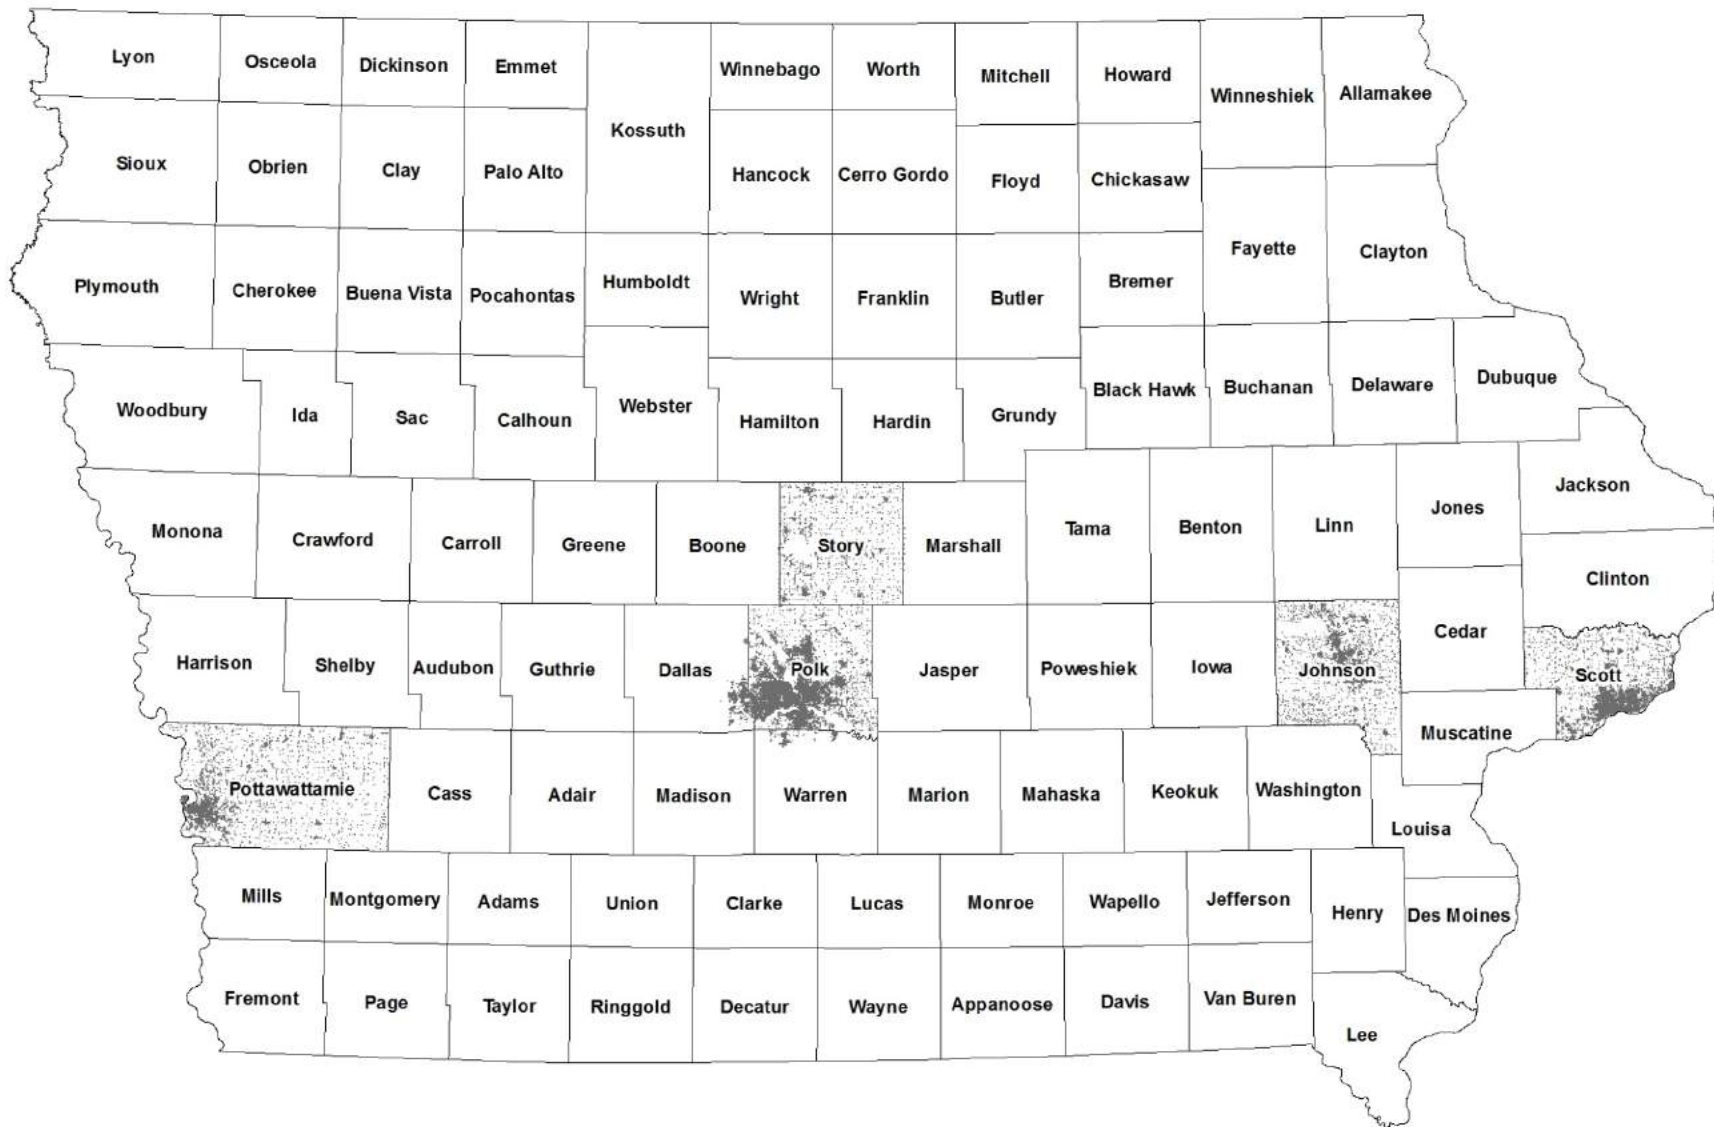 Lyon
Osceola
Dickinson
Emmet
Kossuth
Winnebago
Worth
Mitchell
Howard
Winneshiek
Allamakee
Sioux
Obrien
Clay
Palo Alto
Hancock
Cerro Gordo
Floyd
Chickasaw
Fayette
Clayton
Plymouth
Cherokee
Buena Vista
Pocahontas
Humboldt
Wright
Franklin
Butler
Bremer
Woodbury
Ida
Sac
Calhoun
Webster
Hamilton
Hardin
Grundy
Black Hawk
Buchanan
Delaware
Dubuque
Monona
Crawford
Carroll
Greene
Boone
Story
Marshall
Tama
Benton
Linn
Jones
Jackson
Clinton
Harrison
Shelby
Audubon
Guthrie
Dallas
Polk
Jasper
Poweshiek
Iowa
Johnson
Cedar
Scott
Muscatine
Pottawattamie
Cass
Adair
Madison
Warren
Marion
Mahaska
Keokuk
Washington
Louisa
Mills
Montgomery
Adams
Union
Clarke
Lucas
Monroe
Wapello
Jefferson
Henry
Des Moines
Fremont
Page
Taylor
Ringgold
Decatur
Wayne
Appanoose
Davis
Van Buren
Lee